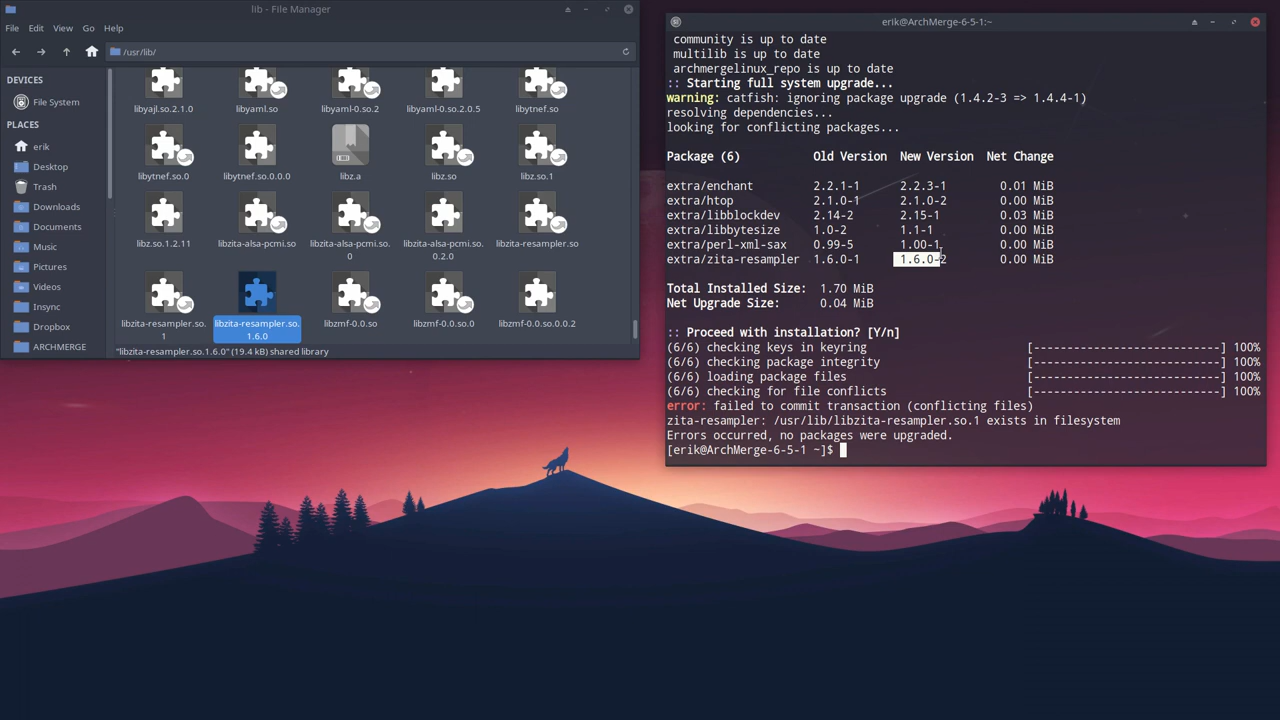 lib - File Manager
File Edit View Go Help
/usr/lib/
DEVICES
File System
PLACES
erik
Desktop
Trash
Downloads
Documents
Music
Pictures
Videos
Insync
Dropbox
ARCHMERGE
libyajl.so.2.1.0 libyaml.so libyaml-0.so.2 libyaml-0.so.2.0.5 libytnef.so
libytnef.so.0 libytnef.so.0.0.0 libz.a libz.so libz.so.1
libz.so.1.2.11 libzita-alsa-pcmi.so libzita-alsa-pcmi.so. libzita-alsa-pcmi.so. libzita-resampler.so
0 0.2.0
libzita-resampler.so. libzita-resampler.so. libzmf-0.0.so libzmf-0.0.so.0 libzmf-0.0.so.0.0.2
1 1.6.0
"libzita-resampler.so.1.6.0" (19.4 kB) shared library
erik@ArchMerge-6-5-1:~
community is up to date
multilib is up to date
archmergelinux_repo is up to date
:: Starting full system upgrade...
warning: catfish: ignoring package upgrade (1.4.2-3 => 1.4.4-1)
resolving dependencies...
looking for conflicting packages...
Package (6) Old Version New Version Net Change
extra/enchant 2.2.1-1 2.2.3-1 0.01 MiB
extra/htop 2.1.0-1 2.1.0-2 0.00 MiB
extra/libblockdev 2.14-2 2.15-1 0.03 MiB
extra/libbytesize 1.0-2 1.1-1 0.00 MiB
extra/perl-xml-sax 0.99-5 1.00-1 0.00 MiB
extra/zita-resampler 1.6.0-1 1.6.0-2 0.00 MiB
Total Installed Size: 1.70 MiB
Net Upgrade Size: 0.04 MiB
:: Proceed with installation? [Y/n]
(6/6) checking keys in keyring [--------------------------] 100%
(6/6) checking package integrity [--------------------------] 100%
(6/6) loading package files [--------------------------] 100%
(6/6) checking for file conflicts [--------------------------] 100%
error: failed to commit transaction (conflicting files)
zita-resampler: /usr/lib/libzita-resampler.so.1 exists in filesystem
Errors occurred, no packages were upgraded.
[erik@ArchMerge-6-5-1 ~]$